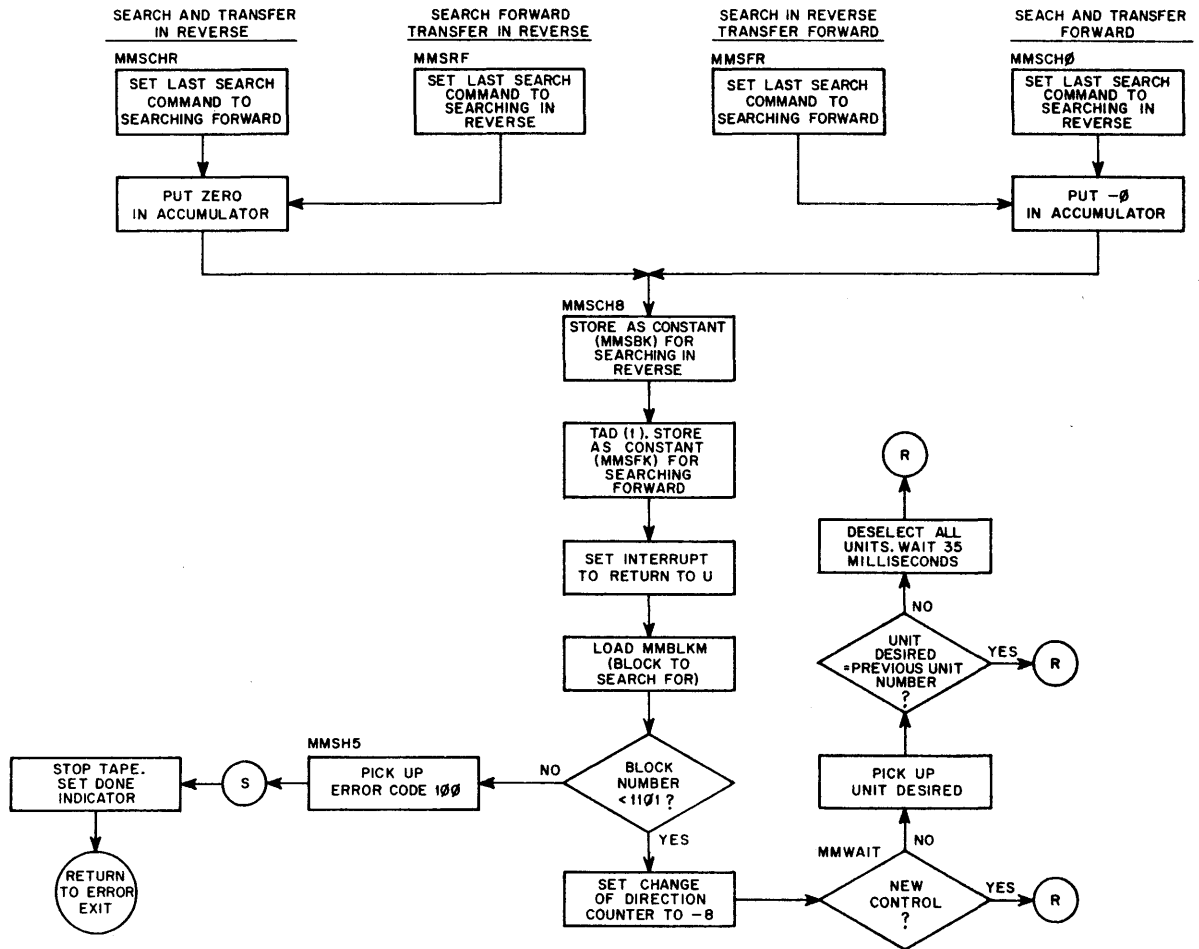 SEARCH AND TRANSFER
IN REVERSE
SEARCH FORWARD
TRANSFER IN REVERSE
SEARCH IN REVERSE
TRANSFER FORWARD
SEACH AND TRANSFER
FORWARD
MMSCHR
SET LAST SEARCH
COMMAND TO
SEARCHING FORWARD
MMSRF
SET LAST SEARCH
COMMAND TO
SEARCHING IN
REVERSE
MMSFR
SET LAST SEARCH
COMMAND TO
SEARCHING FORWARD
MMSCHØ
SET LAST SEARCH
COMMAND TO
SEARCHING IN
REVERSE
PUT ZERO
IN ACCUMULATOR
PUT -Ø
IN ACCUMULATOR
MMSCH8
STORE AS CONSTANT
(MMSBK) FOR
SEARCHING IN
REVERSE
TAD (1). STORE
AS CONSTANT
(MMSFK) FOR
SEARCHING
FORWARD
SET INTERRUPT
TO RETURN TO U
LOAD MMBLKM
(BLOCK TO
SEARCH FOR)
BLOCK
NUMBER
<11Ø1 ?
NO
YES
MMSH5
PICK UP
ERROR CODE 1ØØ
S
STOP TAPE.
SET DONE
INDICATOR
RETURN
TO ERROR
EXIT
SET CHANGE
OF DIRECTION
COUNTER TO -8
MMWAIT
NEW
CONTROL
?
YES
R
NO
PICK UP
UNIT DESIRED
UNIT
DESIRED
=PREVIOUS UNIT
NUMBER
?
YES
R
NO
DESELECT ALL
UNITS. WAIT 35
MILLISECONDS
R